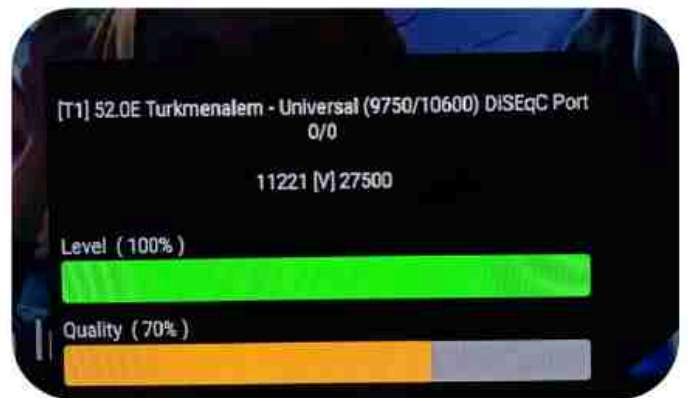 [T1] 52.0E Turkmenalem - Universal (9750/10600) DiSEqC Port
0/0
11221 [V] 27500
Level ( 100% )
Quality ( 70% )